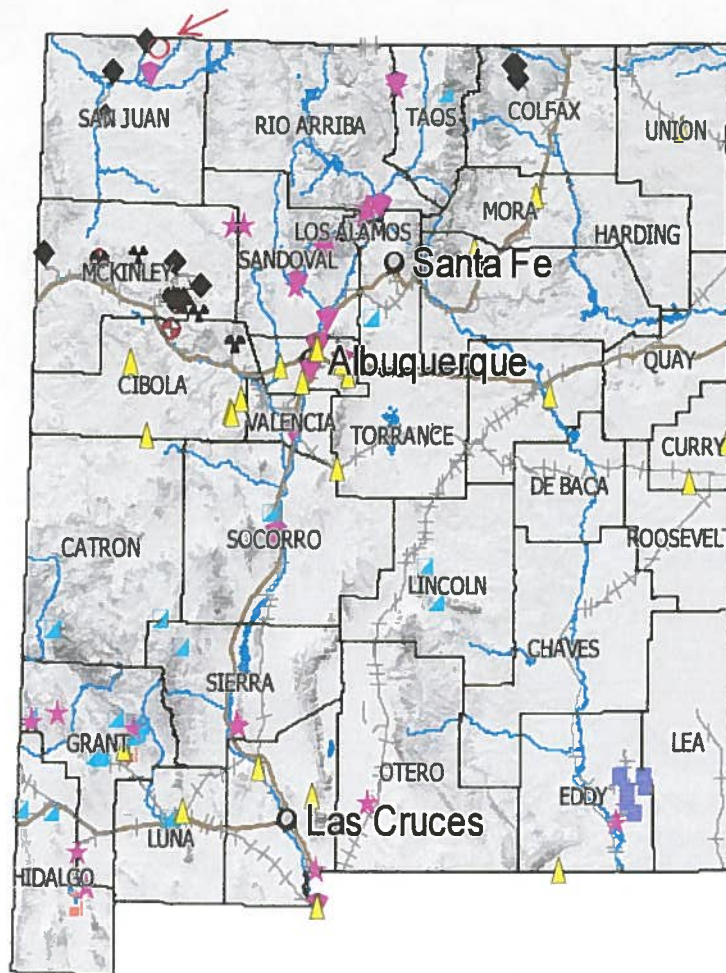 SAN JUAN
RIO ARRIBA
TAOS
COLFAX
UNION
MORA
HARDING
LOS ALAMOS
SANDOVAL
MCKINLEY
Santa Fe
Albuquerque
QUAY
CIBOLA
VALENCIA
TORRANCE
CURRY
DE BACA
ROOSEVELT
CATRON
SOCORRO
LINCOLN
CHAVES
SIERRA
GRANT
LEA
OTERO
EDDY
Las Cruces
LUNA
HIDALGO